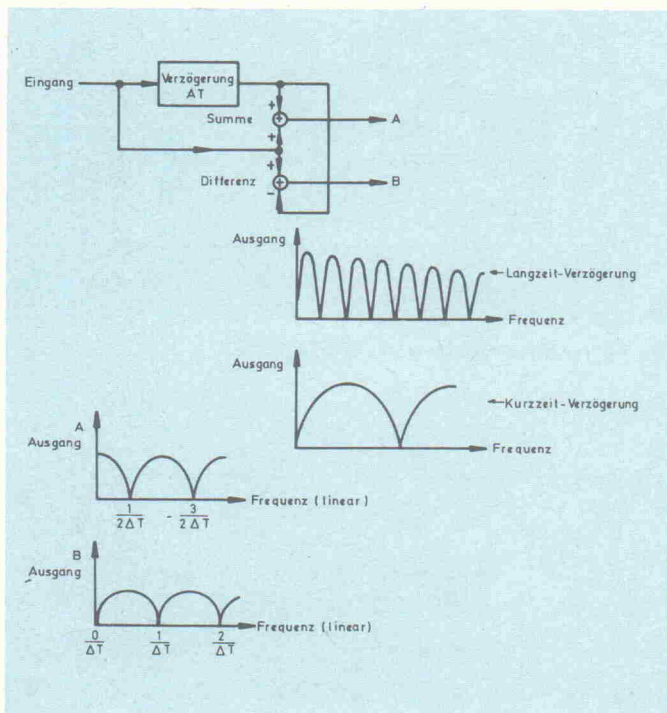 Eingang
Verzögerung
ΔT
+
Summe
+
A
+
+
Differenz
+
-
B
Ausgang
Langzeit-Verzögerung
Frequenz
Ausgang
Kurzzeit-Verzögerung
Frequenz
A
Ausgang
Frequenz (linear)
1 3
2ΔT - 2ΔT
B
Ausgang
Frequenz (linear)
0 1 2
ΔT ΔT ΔT